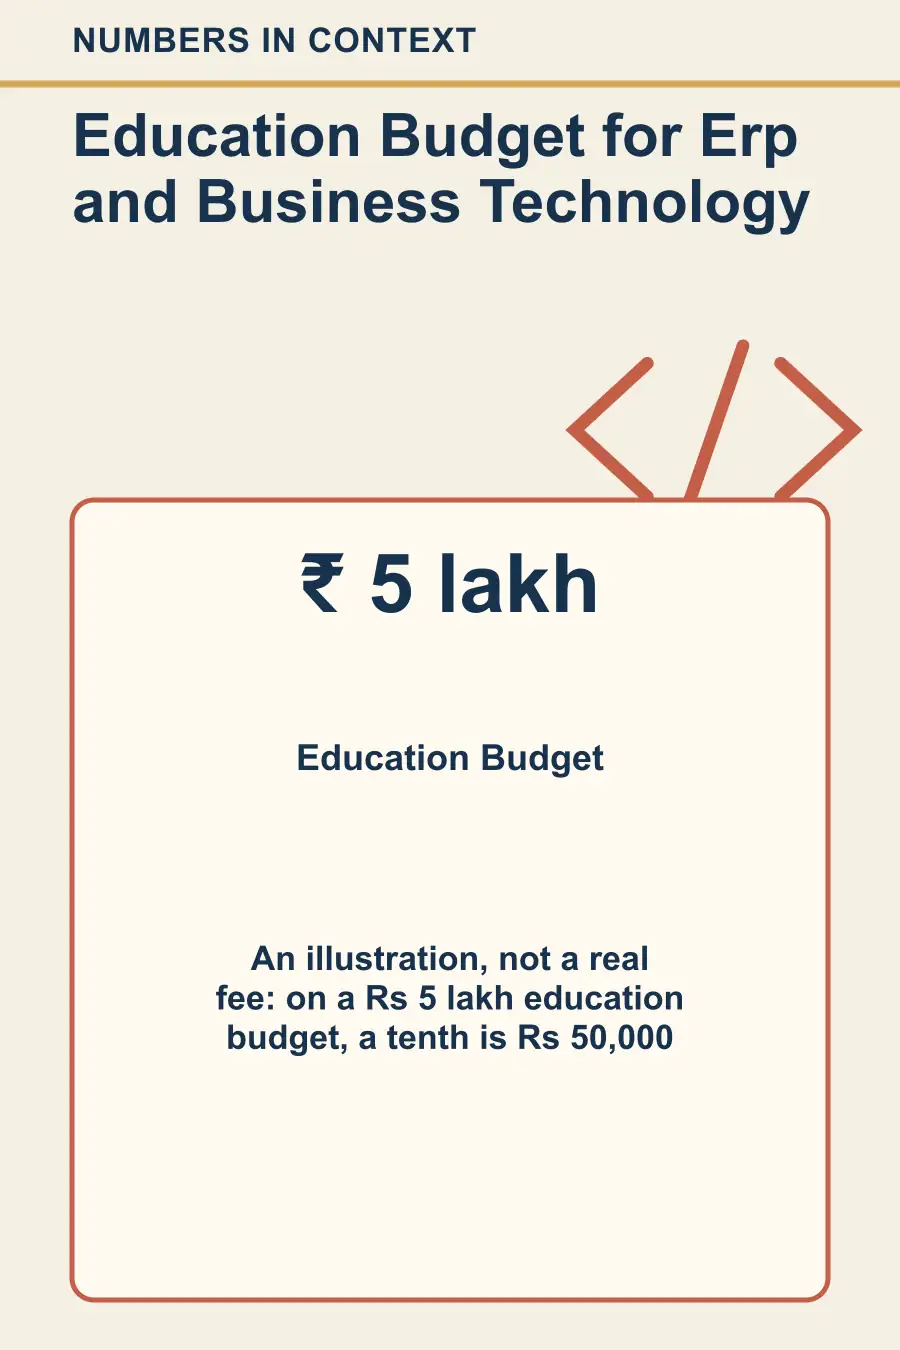 NUMBERS IN CONTEXT
Education Budget for Erp
and Business Technology
₹ 5 lakh
Education Budget
An illustration, not a real
fee: on a Rs 5 lakh education
budget, a tenth is Rs 50,000